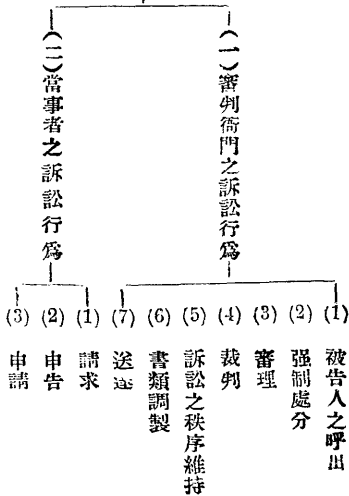 (一)審判衙門之訴訟行爲
(1) 被告人之呼出
(2) 强制處分
(3) 審理
(4) 裁判
(5) 訴訟之秩序維持
(6) 書類調製
(7) 送達
(二)當事者之訴訟行爲
(1) 請求
(2) 申告
(3) 申請